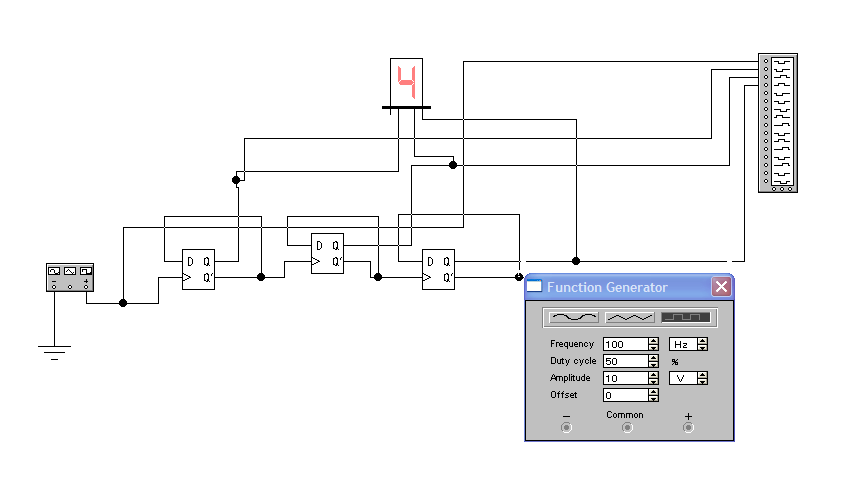 4
D Q
Q'
D Q
Q'
D Q
Q'
− +
Function Generator
Frequency 100 Hz
Duty cycle 50 %
Amplitude 10 V
Offset 0
− Common +